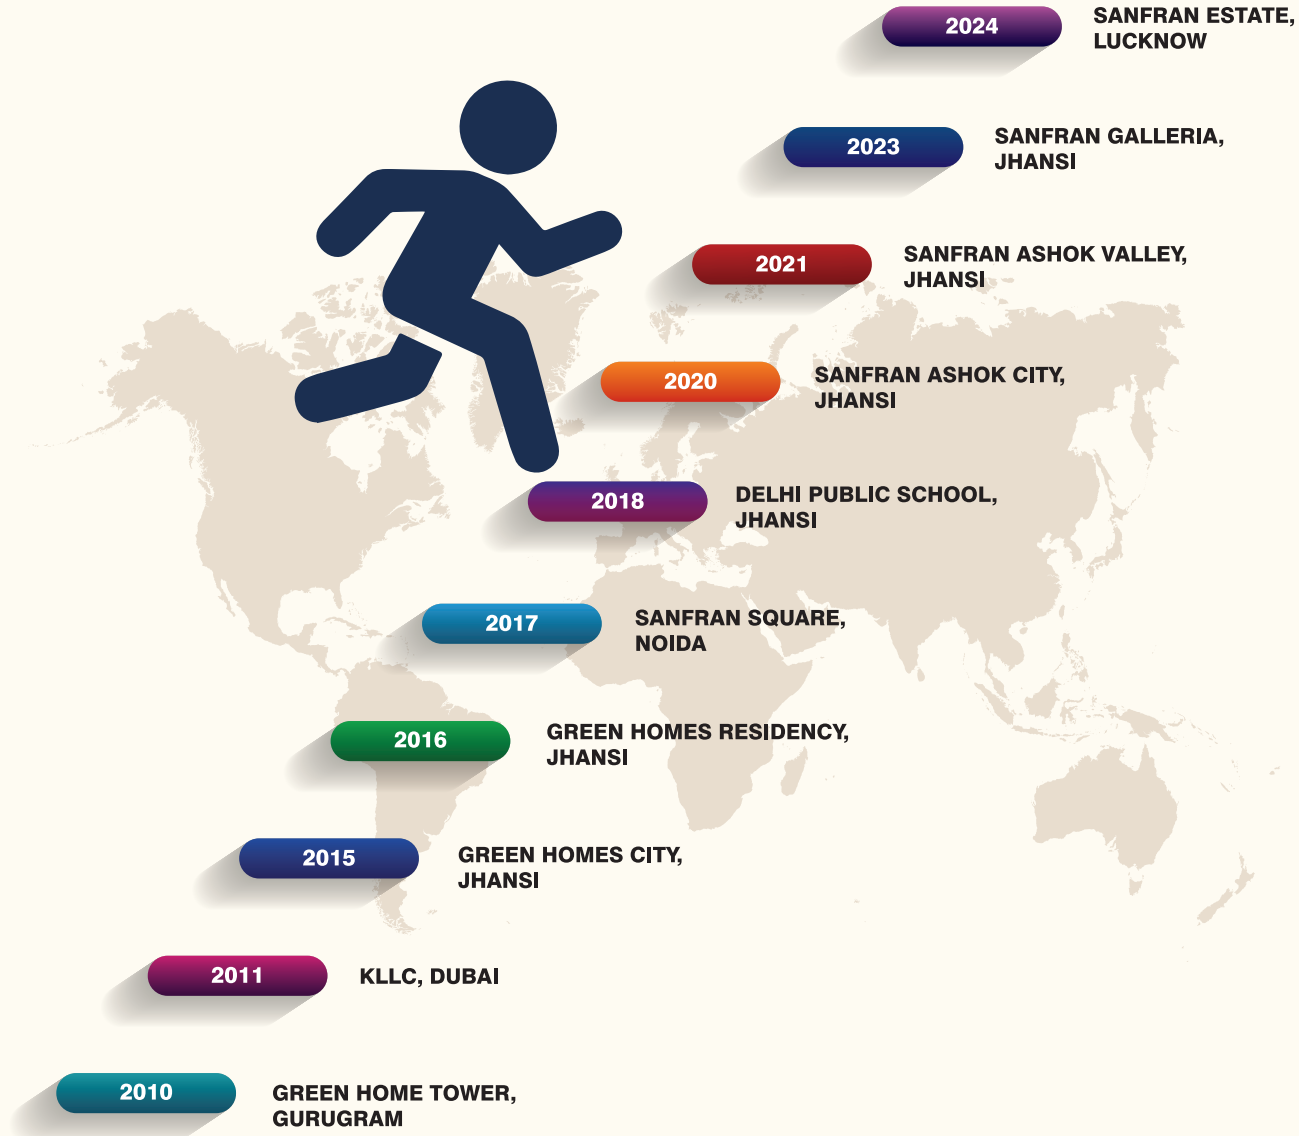 2024
SANFRAN ESTATE,
LUCKNOW
2023
SANFRAN GALLERIA,
JHANSI
2021
SANFRAN ASHOK VALLEY,
JHANSI
2020
SANFRAN ASHOK CITY,
JHANSI
2018
DELHI PUBLIC SCHOOL,
JHANSI
2017
SANFRAN SQUARE,
NOIDA
2016
GREEN HOMES RESIDENCY,
JHANSI
2015
GREEN HOMES CITY,
JHANSI
2011
KLLC, DUBAI
2010
GREEN HOME TOWER,
GURUGRAM